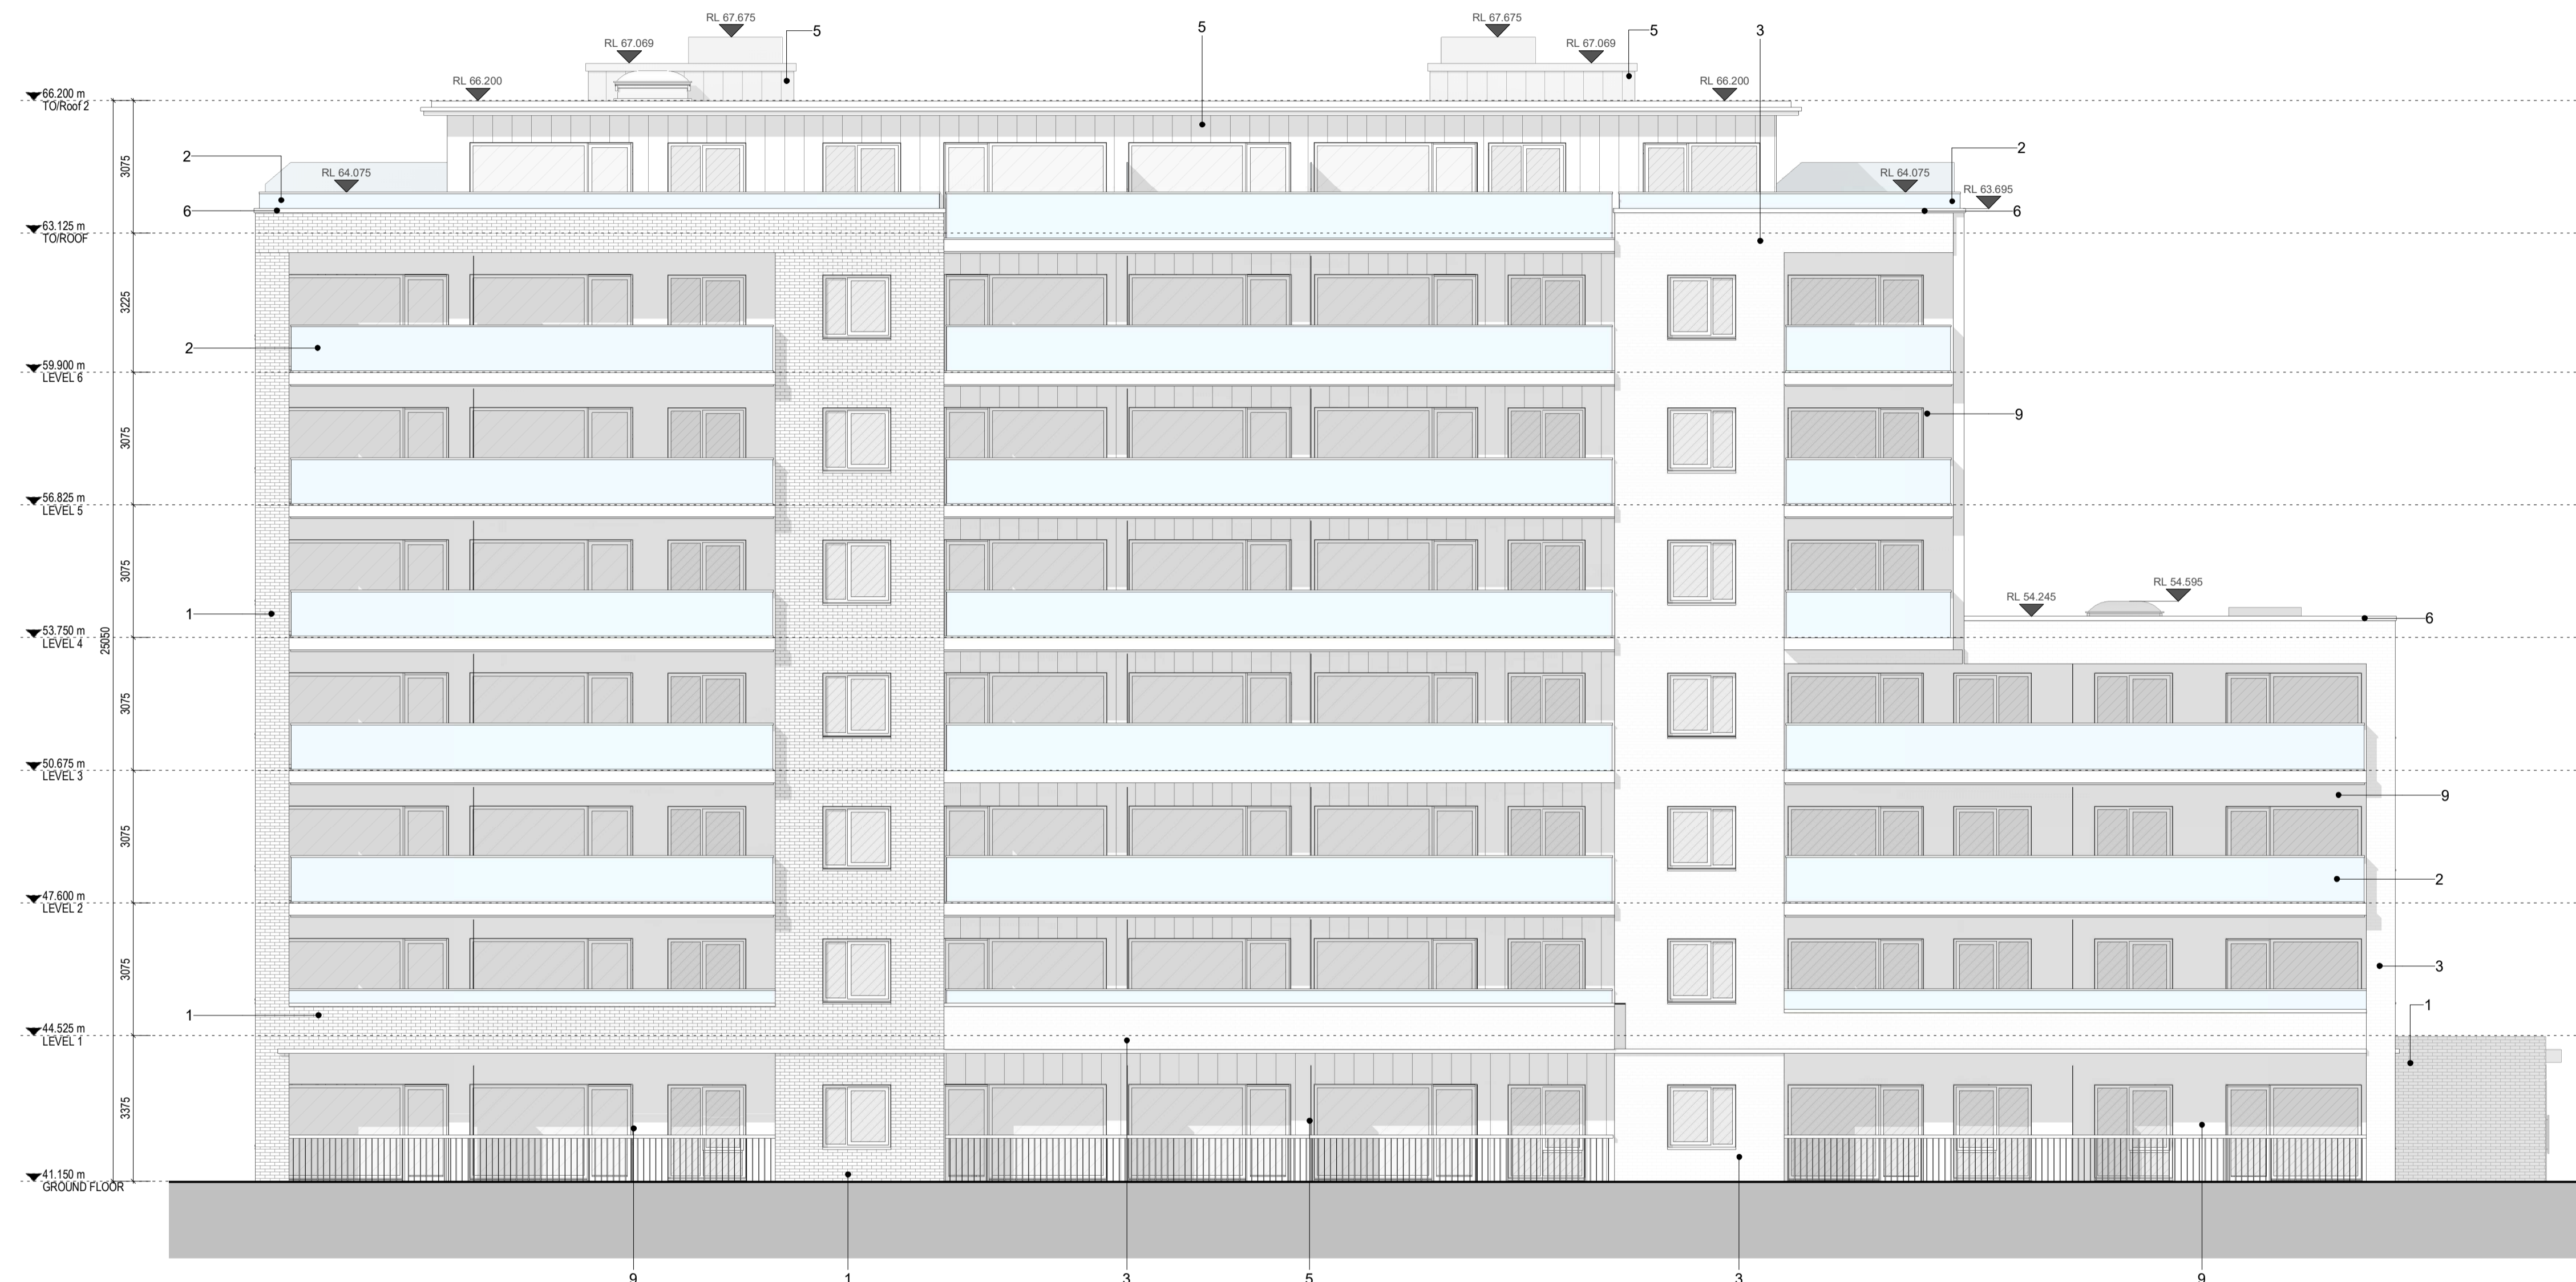 RL 67.675
RL 67.675
5
5
3
RL 67.069
5
RL 67.069
RL 66.200
RL 66.200
66.200 m
TO/Roof 2
2
3075
2
RL 64.075
RL 64.075
RL 63.695
6
6
63.125 m
TO/ROOF
3225
2
59.900 m
LEVEL 6
9
3075
56.825 m
LEVEL 5
3075
RL 54.595
RL 54.245
1
6
53.750 m
LEVEL 4
25050
3075
50.675 m
LEVEL 3
9
3075
2
47.600 m
LEVEL 2
3075
3
1
1
44.525 m
LEVEL 1
3375
41.150 m
GROUND FLOOR
9
1
3
5
3
9